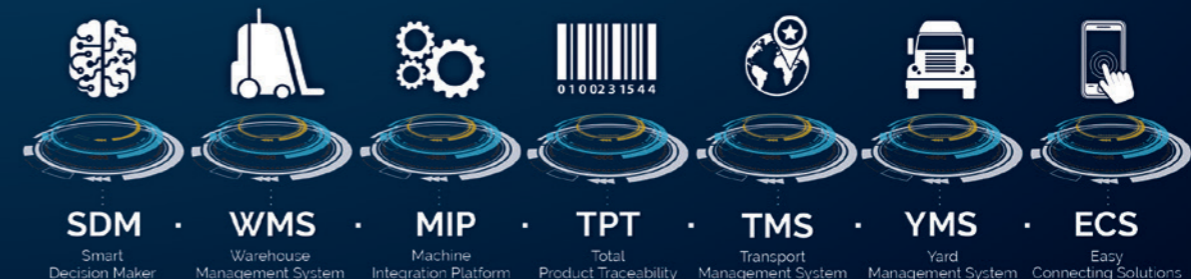 0100231544
SDM · WMS · MIP · TPT · TMS · YMS · ECS
Smart
Decision Maker
Warehouse
Management System
Machine
Integration Platform
Total
Product Traceability
Transport
Management System
Yard
Management System
Easy
Connecting Solutions